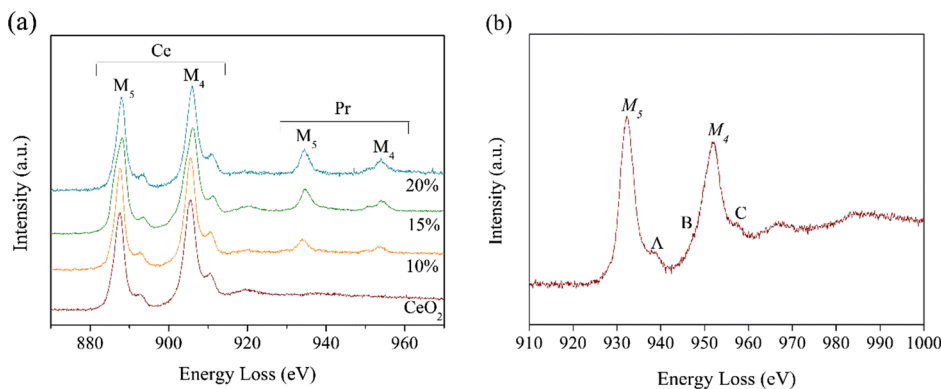 (a)
Ce
M5
M4
Pr
M5
M4
20%
15%
10%
CeO2
Intensity (a.u.)
880 900 920 940 960
Energy Loss (eV)
(b)
M5
M4
A
B
C
Intensity (a.u.)
910 920 930 940 950 960 970 980 990 1000
Energy Loss (eV)